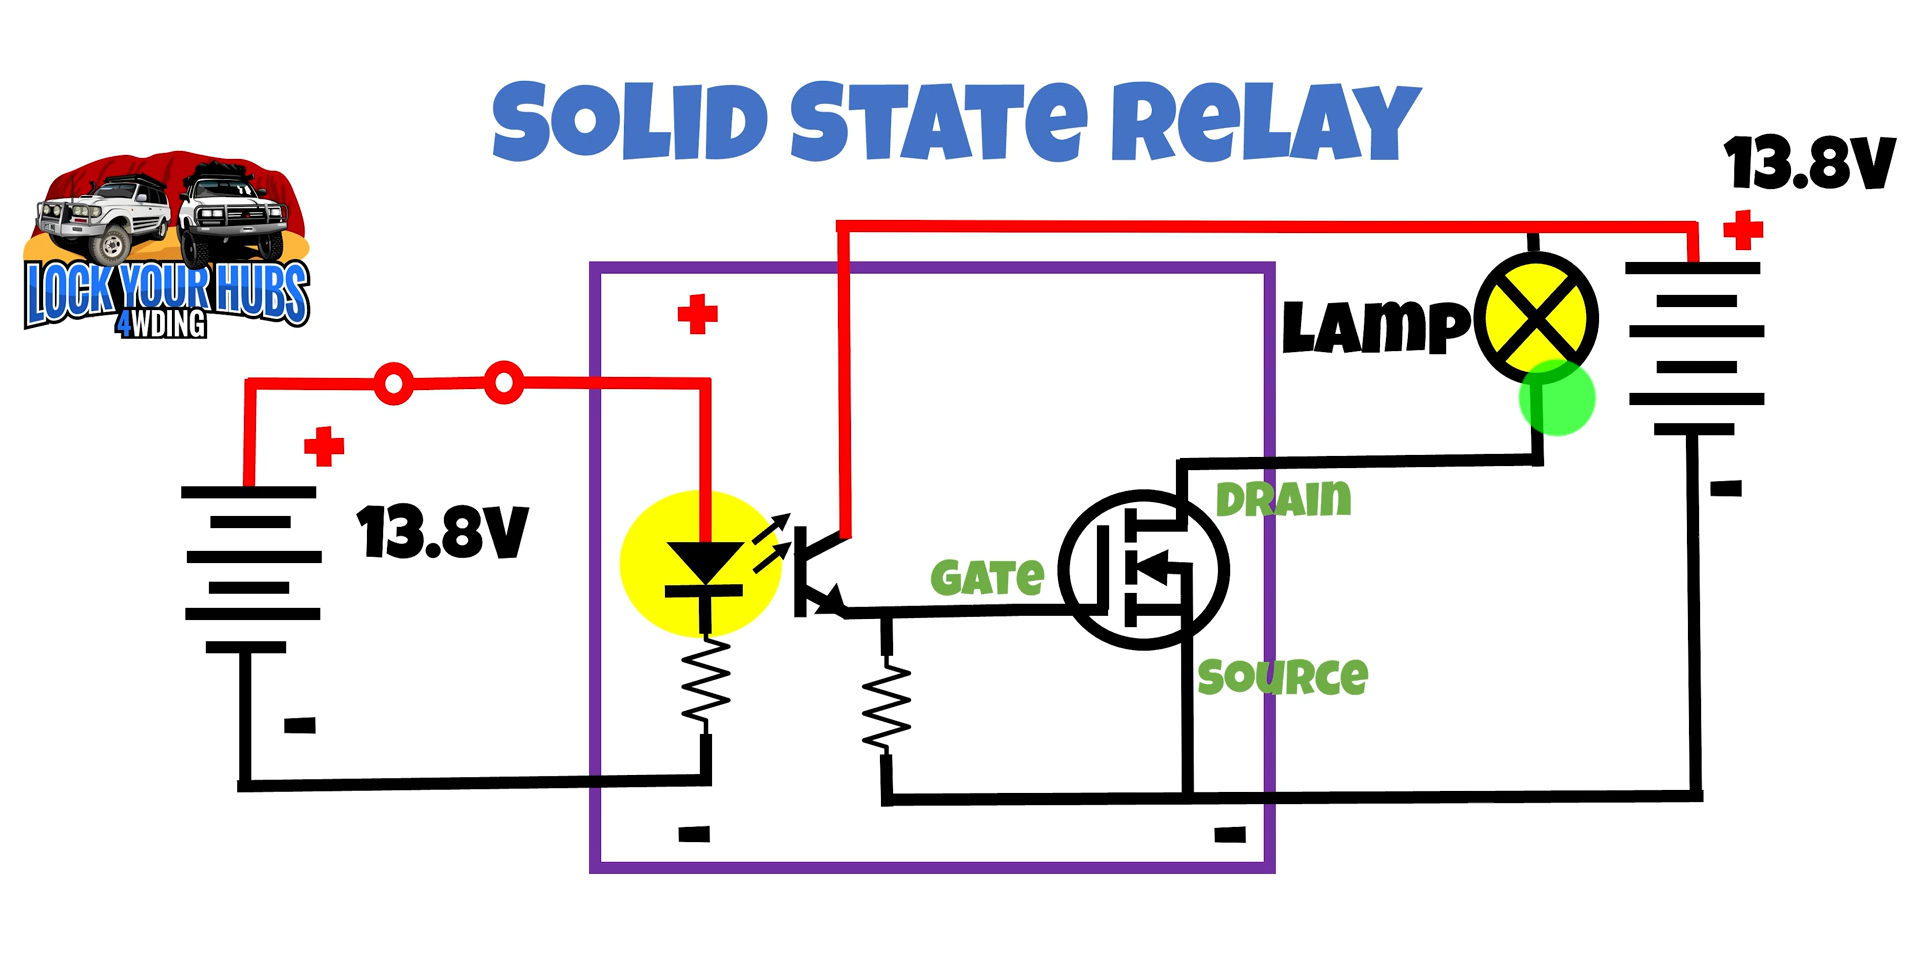 SOLID STATE RELAY
13.8V
+
LOCK YOUR HUBS
4WDING
+
LAMP
+
13.8V
-
DRAIN
GATE
SOURCE
-
-
-